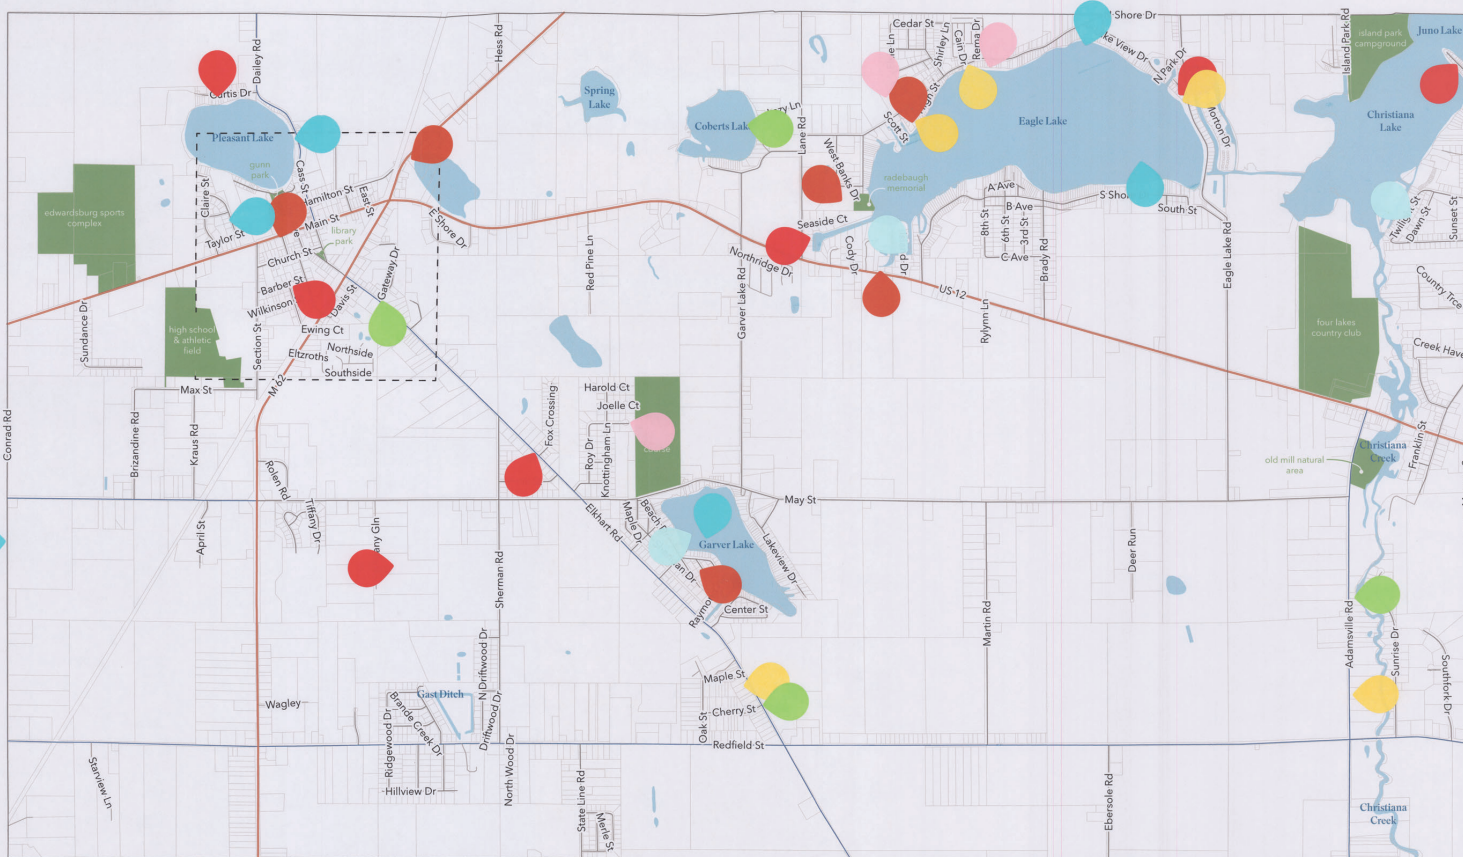 Cedar St
Shore Dr
Shirley Ln
Cain Dr
Rema Dr
N Park Dr
Morton Dr
Island Park Rd
island park
campground
Juno Lake
Christiana
Lake
Dailey Rd
Hess Rd
Curtis Dr
Pleasant Lake
gunn
park
Spring
Lake
Lane Rd
Scott St
Eagle Lake
West Banks Dr
radebaugh
memorial
Claire St
Cass St
Hamilton St
East St
Main St
Taylor St
library
park
Church St
E Shore Dr
edwardsburg sports
complex
Seaside Ct
Northridge Dr
Cody Dr
A Ave
B Ave
C Ave
8th St
6th St
3rd St
Brady Rd
South St
Eagle Lake Rd
Dawn St
Sunset St
Red Pine Ln
Garver Lake Rd
US-12
Rylynn Ln
Barber St
Wilkinson
Davis St
Gateway Dr
Ewing Ct
Eltzroths
Northside
Southside
Section St
M 62
high school
& athletic
field
Sundance Dr
Max St
four lakes
country club
Conrad Rd
Brizandine Rd
Kraus Rd
Rolen Rd
Tiffany Dr
April St
Fox Crossing
Harold Ct
Joelle Ct
Roy Dr
Knottingham Ln
May St
Elkhart Rd
Maple Dr
Garver Lake
Lakeview Dr
Center St
Sherman Rd
Deer Run
Martin Rd
old mill natural
area
Christiana
Creek
Franklin St
Adamsville Rd
Sunrise Dr
Southfork Dr
Wagley
Gast Ditch
N Driftwood Dr
Driftwood Dr
Brande Creek Dr
Ridgewood Dr
Hillview Dr
North Wood Dr
Maple St
Cherry St
Oak St
Redfield St
Starview Ln
State Line Rd
Merle St
Ebersole Rd
Christiana
Creek